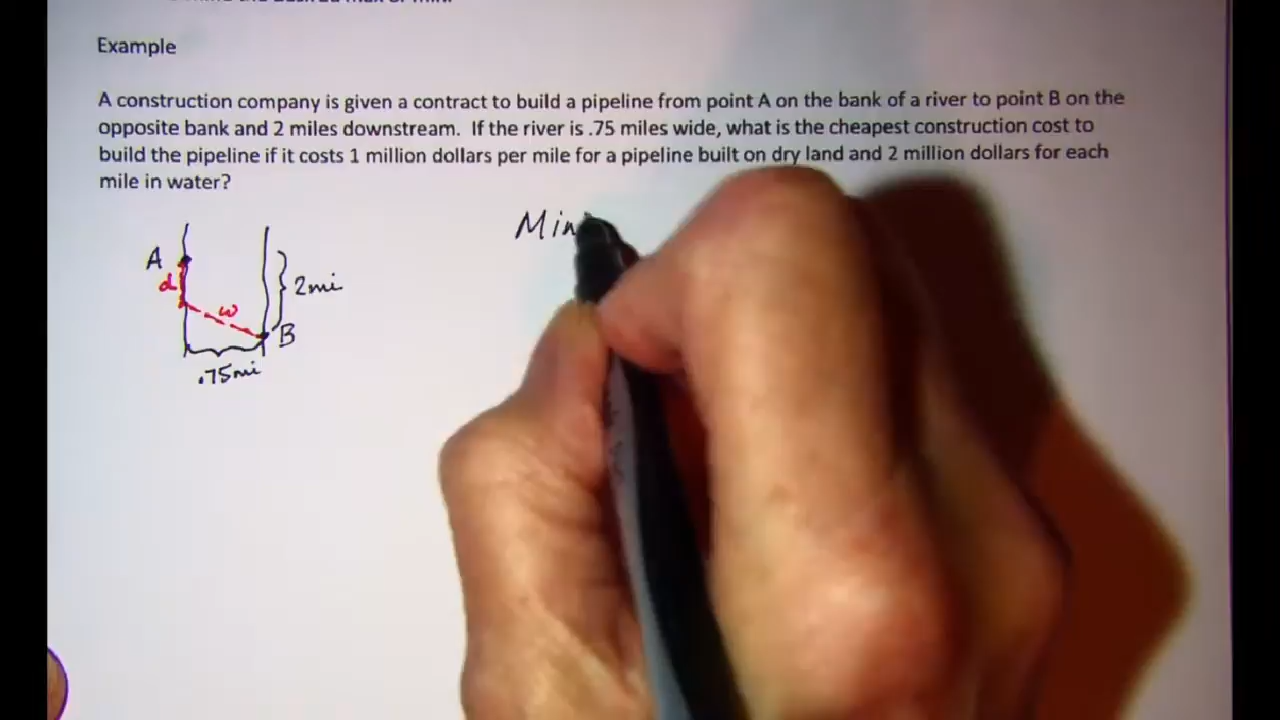 Example
A construction company is given a contract to build a pipeline from point A on the bank of a river to point B on the
opposite bank and 2 miles downstream. If the river is .75 miles wide, what is the cheapest construction cost to
build the pipeline if it costs 1 million dollars per mile for a pipeline built on dry land and 2 million dollars for each
mile in water?
Min
A
d
2mi
w
B
.75mi